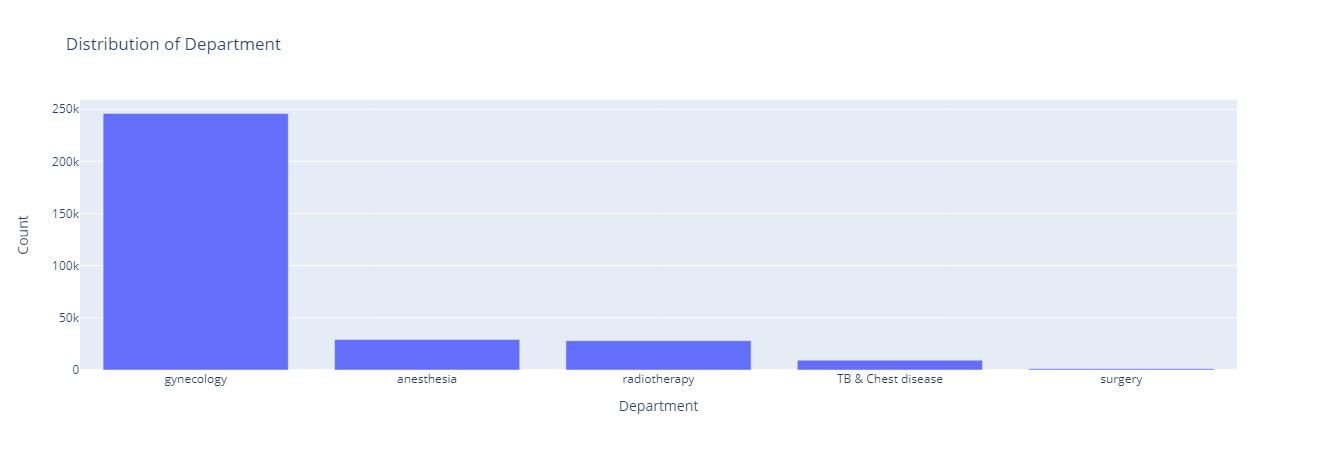 Distribution of Department
250k
200k
150k
100k
50k
0
Count
gynecology
anesthesia
radiotherapy
TB & Chest disease
surgery
Department